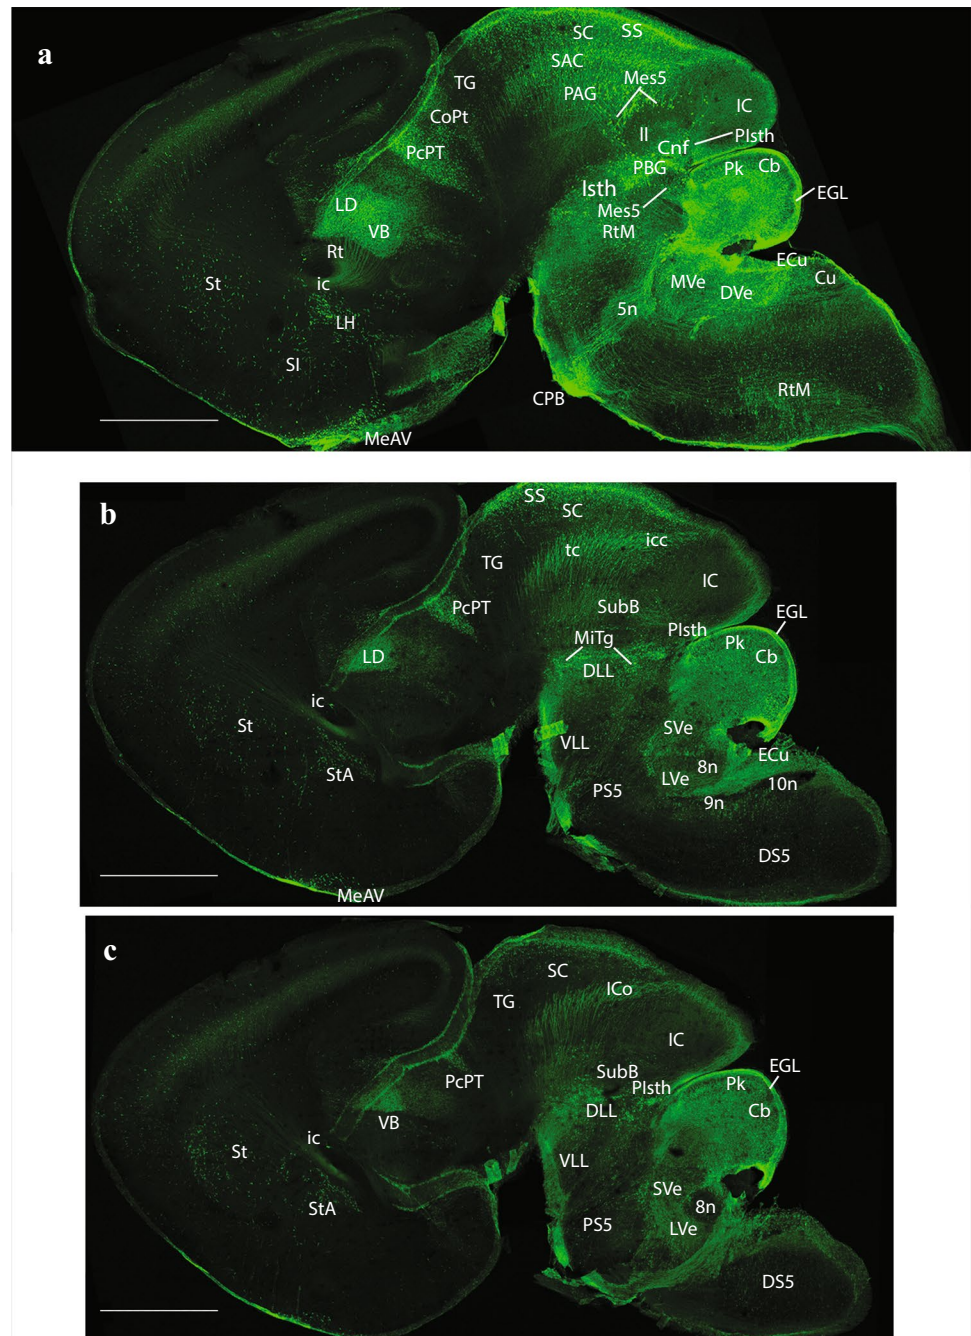 a
SC
SS
SAC
TG
Mes5
PAG
IC
CoPt
II
PIsth
Cnf
PcPT
PBG
Pk
Cb
Isth
EGL
LD
Mes5
VB
RtM
Rt
ECu
Cu
St
ic
MVe
DVe
5n
LH
SI
RtM
CPB
MeAV
b
SS
SC
icc
tc
TG
IC
PcPT
SubB
EGL
PIsth
MiTg
Pk
LD
DLL
Cb
ic
St
SVe
VLL
ECu
8n
StA
LVe
10n
PS5
9n
DS5
MeAV
c
SC
ICo
TG
IC
SubB
EGL
PcPT
PIsth
Pk
DLL
Cb
VB
ic
St
VLL
SVe
StA
8n
PS5
LVe
DS5